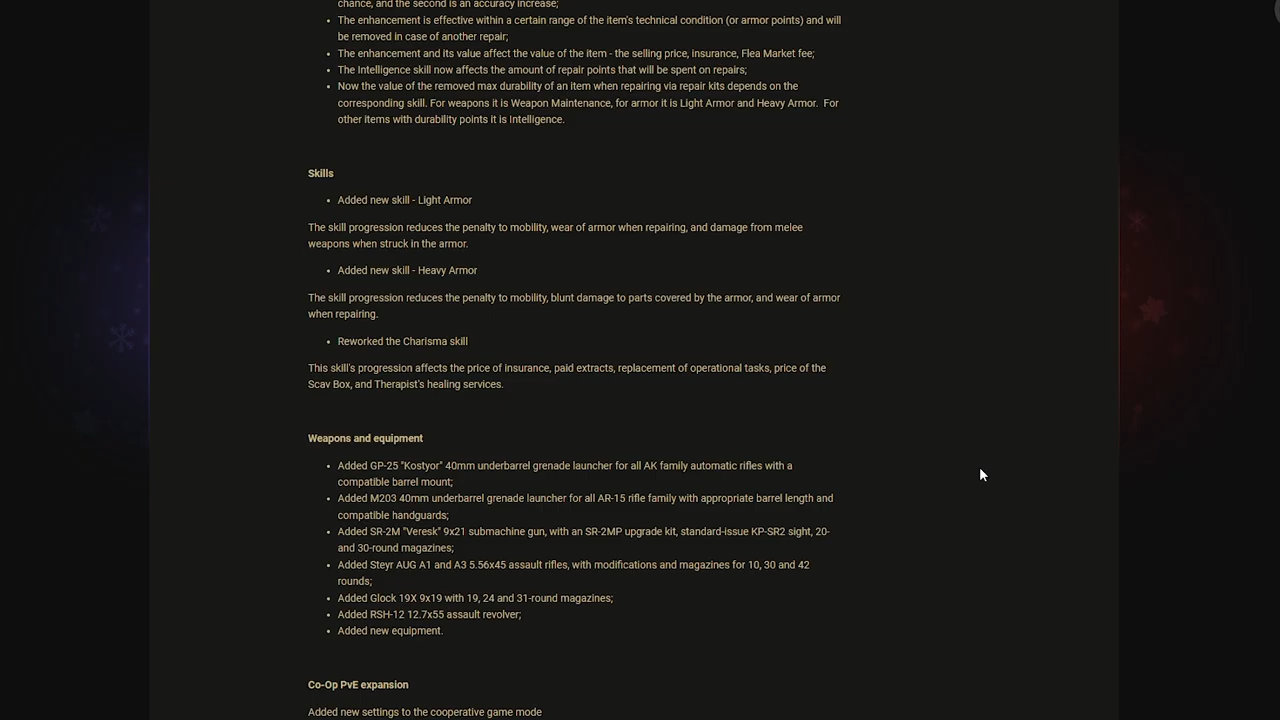 chance, and the second is an accuracy increase;
• The enhancement is effective within a certain range of the item's technical condition (or armor points) and will
be removed in case of another repair;
• The enhancement and its value affect the value of the item - the selling price, insurance, Flea Market fee;
• The Intelligence skill now affects the amount of repair points that will be spent on repairs;
• Now the value of the removed max durability of an item when repairing via repair kits depends on the
corresponding skill. For weapons it is Weapon Maintenance, for armor it is Light Armor and Heavy Armor.  For
other items with durability points it is Intelligence.
Skills
• Added new skill - Light Armor
The skill progression reduces the penalty to mobility, wear of armor when repairing, and damage from melee
weapons when struck in the armor.
• Added new skill - Heavy Armor
The skill progression reduces the penalty to mobility, blunt damage to parts covered by the armor, and wear of armor
when repairing.
• Reworked the Charisma skill
This skill's progression affects the price of insurance, paid extracts, replacement of operational tasks, price of the
Scav Box, and Therapist's healing services.
Weapons and equipment
• Added GP-25 "Kostyor" 40mm underbarrel grenade launcher for all AK family automatic rifles with a
compatible barrel mount;
• Added M203 40mm underbarrel grenade launcher for all AR-15 rifle family with appropriate barrel length and
compatible handguards;
• Added SR-2M "Veresk" 9x21 submachine gun, with an SR-2MP upgrade kit, standard-issue KP-SR2 sight, 20-
and 30-round magazines;
• Added Steyr AUG A1 and A3 5.56x45 assault rifles, with modifications and magazines for 10, 30 and 42
rounds;
• Added Glock 19X 9x19 with 19, 24 and 31-round magazines;
• Added RSH-12 12.7x55 assault revolver;
• Added new equipment.
Co-Op PvE expansion
Added new settings to the cooperative game mode